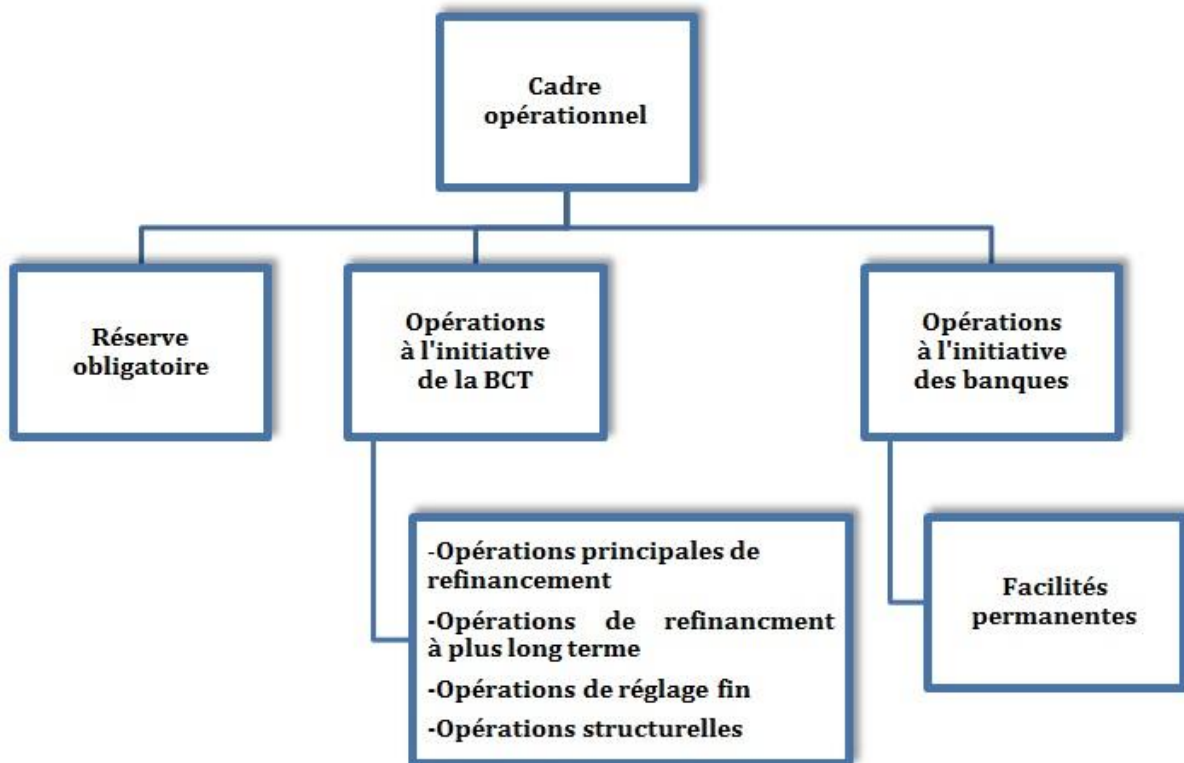 Cadre
opérationnel
Réserve
obligatoire
Opérations
à l'initiative
de la BCT
Opérations
à l'initiative
des banques
-Opérations principales de
refinancement
-Opérations de refinancment
à plus long terme
-Opérations de réglage fin
-Opérations structurelles
Facilités
permanentes